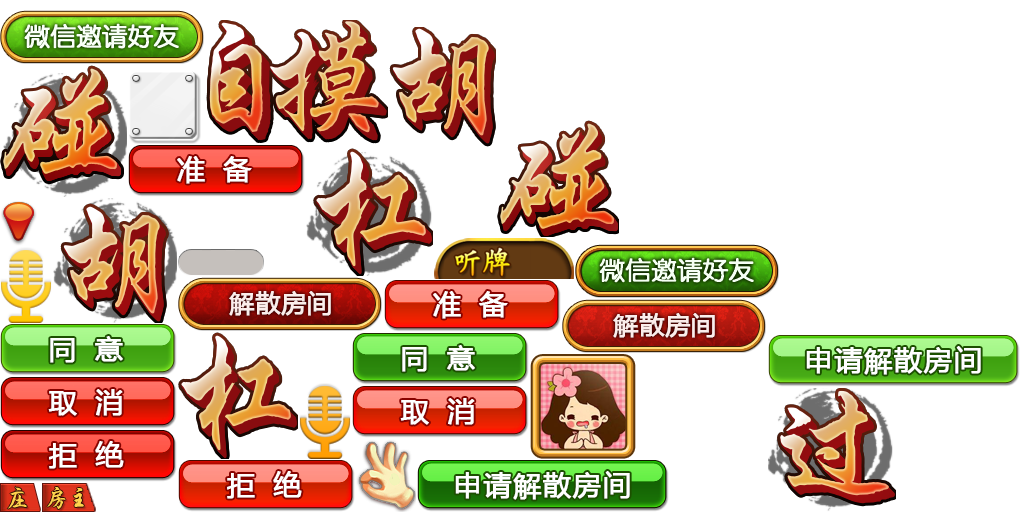 微信邀请好友
自摸胡
碰
准备
杠
碰
胡
听牌
微信邀请好友
解散房间
准备
解散房间
同意
同意
申请解散房间
取消
杠
取消
过
拒绝
拒绝
申请解散房间
庄
房主